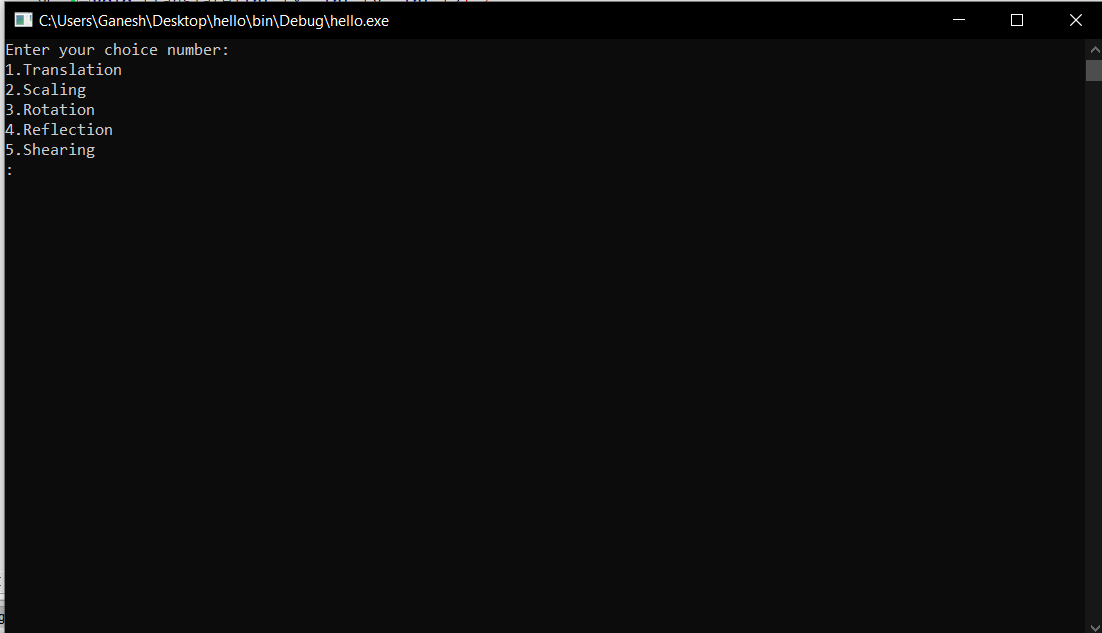 C:\Users\Ganesh\Desktop\hello\bin\Debug\hello.exe
Enter your choice number:
1.Translation
2.Scaling
3.Rotation
4.Reflection
5.Shearing
: